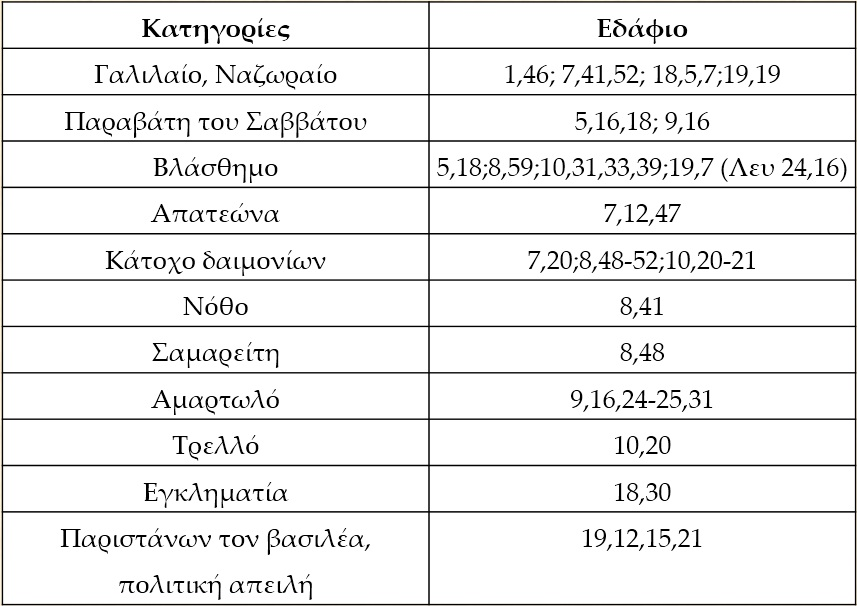 Κατηγορίες Εδάφιο
Γαλιλαίο, Ναζωραίο 1,46; 7,41,52; 18,5,7;19,19
Παραβάτη του Σαββάτου 5,16,18; 9,16
Βλάσθημο 5,18;8,59;10,31,33,39;19,7 (Λευ 24,16)
Απατεώνα 7,12,47
Κάτοχο δαιμονίων 7,20;8,48-52;10,20-21
Νόθο 8,41
Σαμαρείτη 8,48
Αμαρτωλό 9,16,24-25,31
Τρελλό 10,20
Εγκληματία 18,30
Παριστάνων τον βασιλέα, 19,12,15,21
πολιτική απειλή